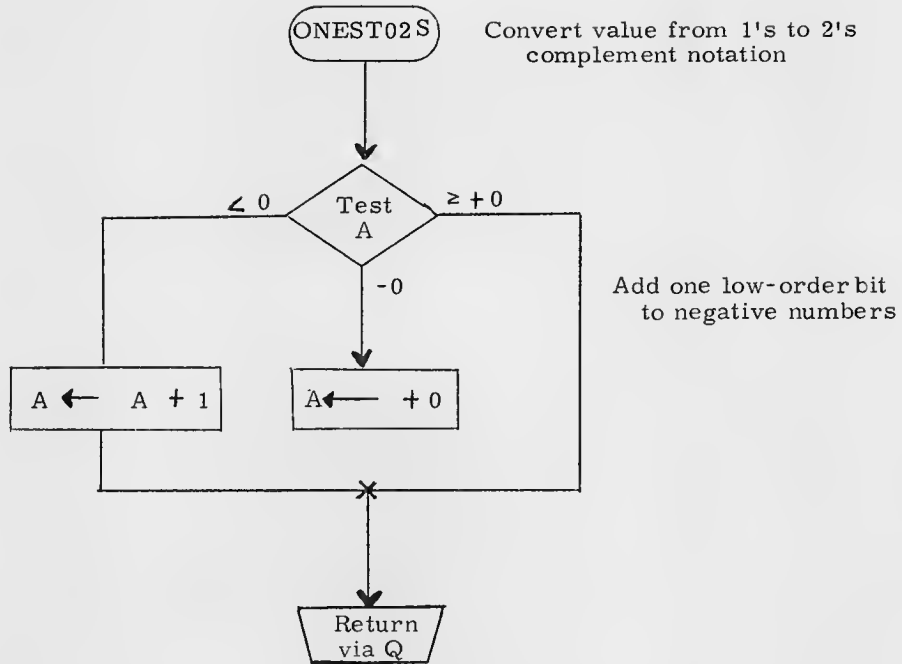 ONEST02S
Convert value from 1's to 2's
complement notation
< 0
Test
A
≥ +0
-0
Add one low-order bit
to negative numbers
A ← A + 1
A ← +0
Return
via Q